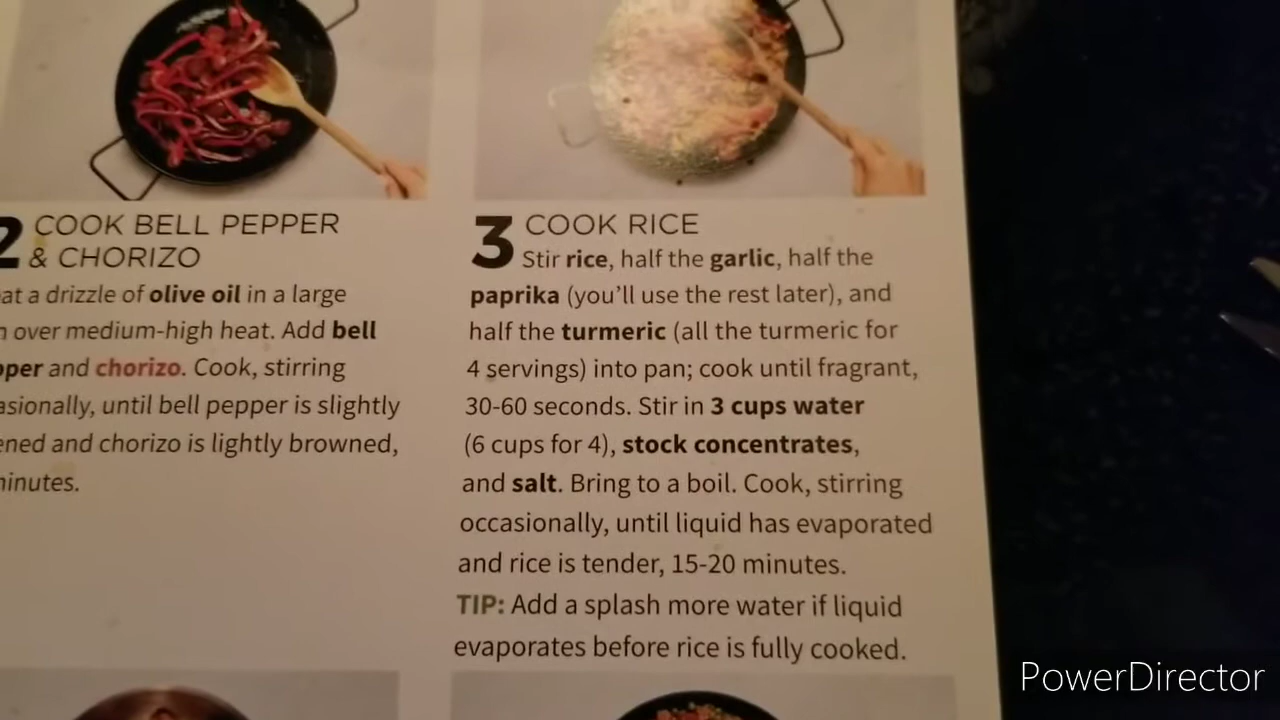 2 COOK BELL PEPPER
& CHORIZO
at a drizzle of olive oil in a large
over medium-high heat. Add bell
and chorizo. Cook, stirring
until bell pepper is slightly
and chorizo is lightly browned,
minutes.
3 COOK RICE
Stir rice, half the garlic, half the
paprika (you'll use the rest later), and
half the turmeric (all the turmeric for
4 servings) into pan; cook until fragrant,
30-60 seconds. Stir in 3 cups water
(6 cups for 4), stock concentrates,
and salt. Bring to a boil. Cook, stirring
occasionally, until liquid has evaporated
and rice is tender, 15-20 minutes.
TIP: Add a splash more water if liquid
evaporates before rice is fully cooked.
PowerDirector